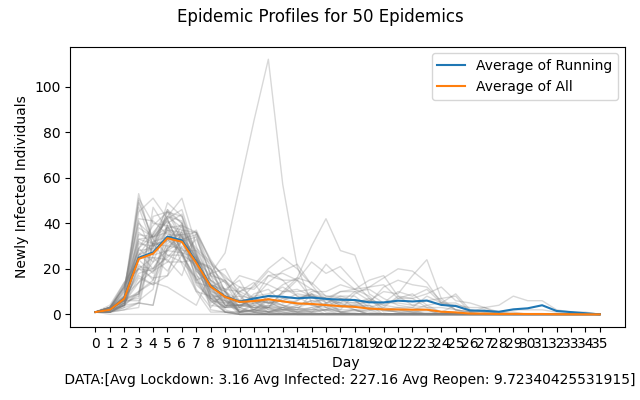 Epidemic Profiles for 50 Epidemics
Average of Running
Average of All
Newly Infected Individuals
100
80
60
40
20
0
0 1 2 3 4 5 6 7 8 9 10 11 12 13 14 15 16 17 18 19 20 21 22 23 24 25 26 27 28 29 30 31 32 33 34 35
Day
DATA:[Avg Lockdown: 3.16 Avg Infected: 227.16 Avg Reopen: 9.72340425531915]